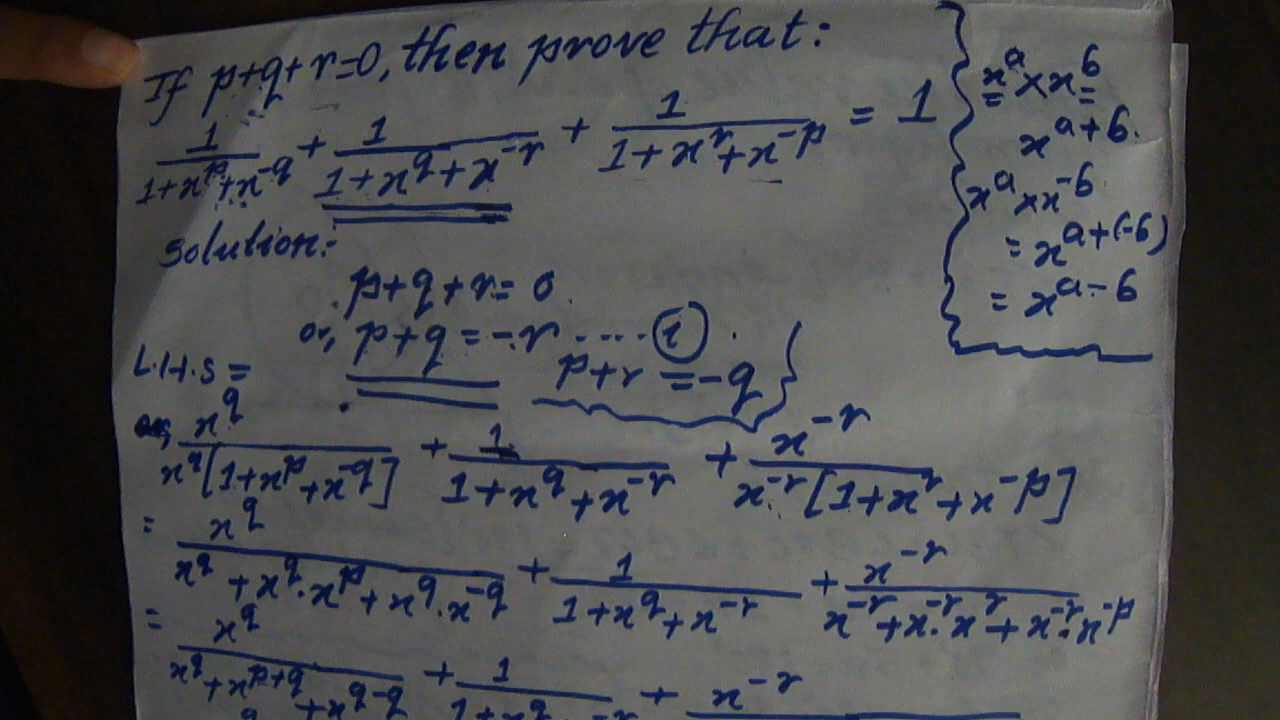 If p+q+r=0, then prove that:
1/(1+x^p+x^-q) + 1/(1+x^q+x^-r) + 1/(1+x^r+x^-p) = 1
Solution:-
p+q+r=0.
or, p+q = -r ....(i).
p+r = -q
L.H.S =
x^q/(x^q[1+x^p+x^-q]) + 1/(1+x^q+x^-r) + x^-r/(x^-r[1+x^r+x^-p])
= x^q/(x^q+x^q.x^p+x^q.x^-q) + 1/(1+x^q+x^-r) + x^-r/(x^-r+x^-r.x^r+x^-r.x^-p)
= x^q/(x^q+x^p+q+x^q-q) + 1/(1+x^q x^-r) + x^-r
x^a × x^b =
x^a+b.
x^a × x^-b
= x^a+(-b)
= x^a-b